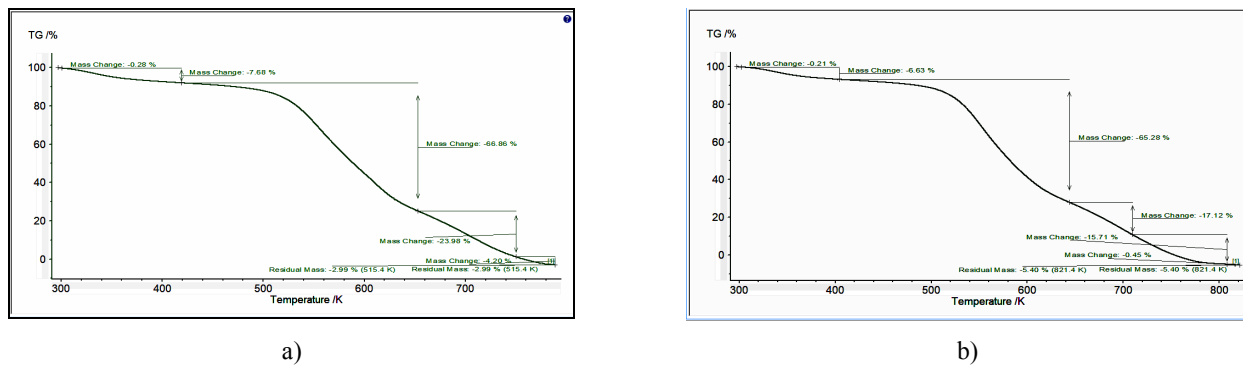 TG /%
Mass Change: -0.28 %
Mass Change: -7.68 %
100
80
Mass Change: -66.86 %
60
40
20
Mass Change: -23.98 %
0
Mass Change: -4.20 %
[1]
Residual Mass: -2.99 % (515.4 K) Residual Mass: -2.99 % (515.4 K)
300 400 500 600 700
Temperature /K
a)
TG /%
Mass Change: -0.21 %
Mass Change: -6.63 %
100
80
Mass Change: -65.28 %
60
40
20
Mass Change: -17.12 %
Mass Change: -15.71 %
0
Mass Change: -0.45 %
[1]
Residual Mass: -5.40 % (821.4 K) Residual Mass: -5.40 % (821.4 K)
300 400 500 600 700 800
Temperature /K
b)